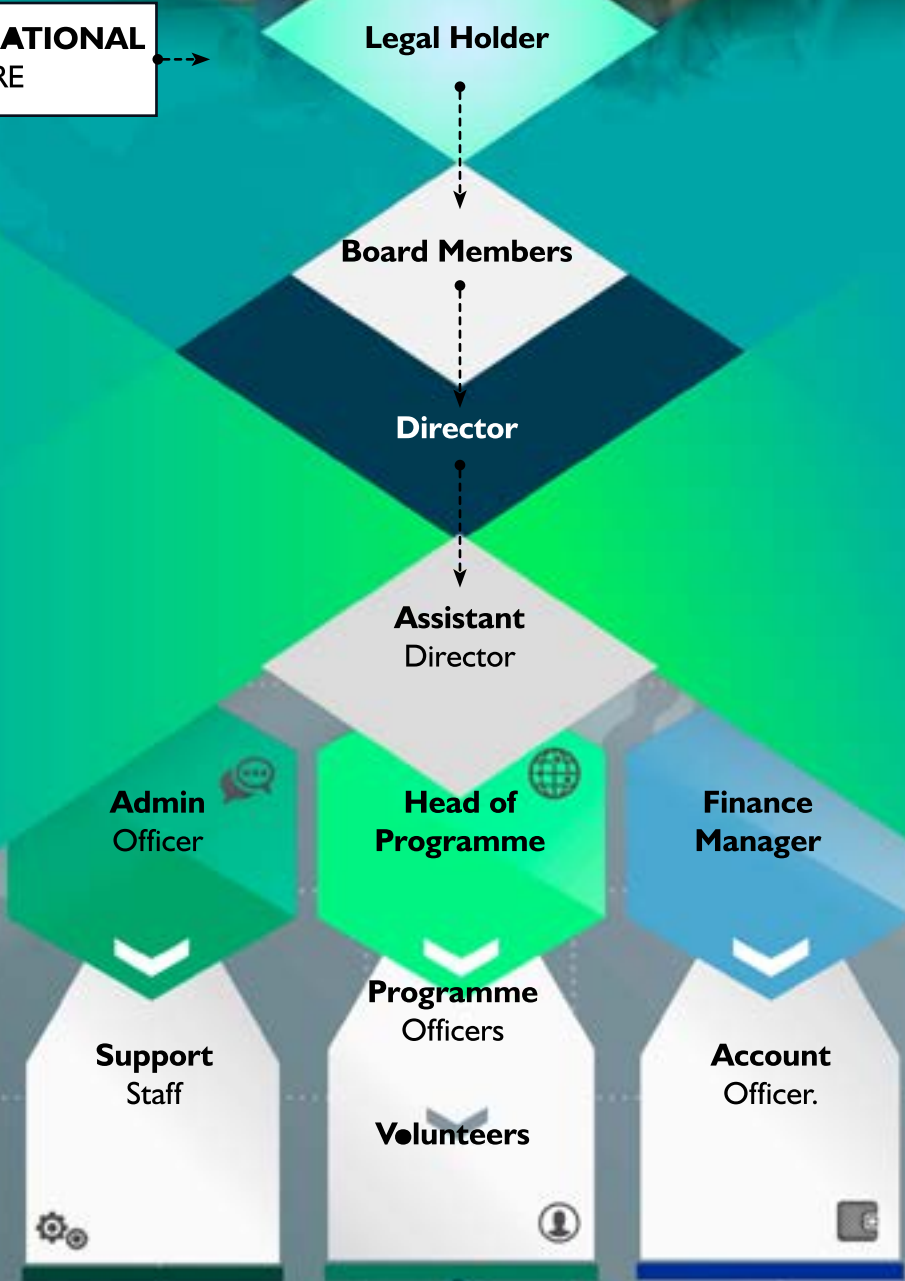 ATIONAL
RE
Legal Holder
Board Members
Director
Assistant
Director
Admin
Officer
Head of
Programme
Finance
Manager
Support
Staff
Programme
Officers
Volunteers
Account
Officer.